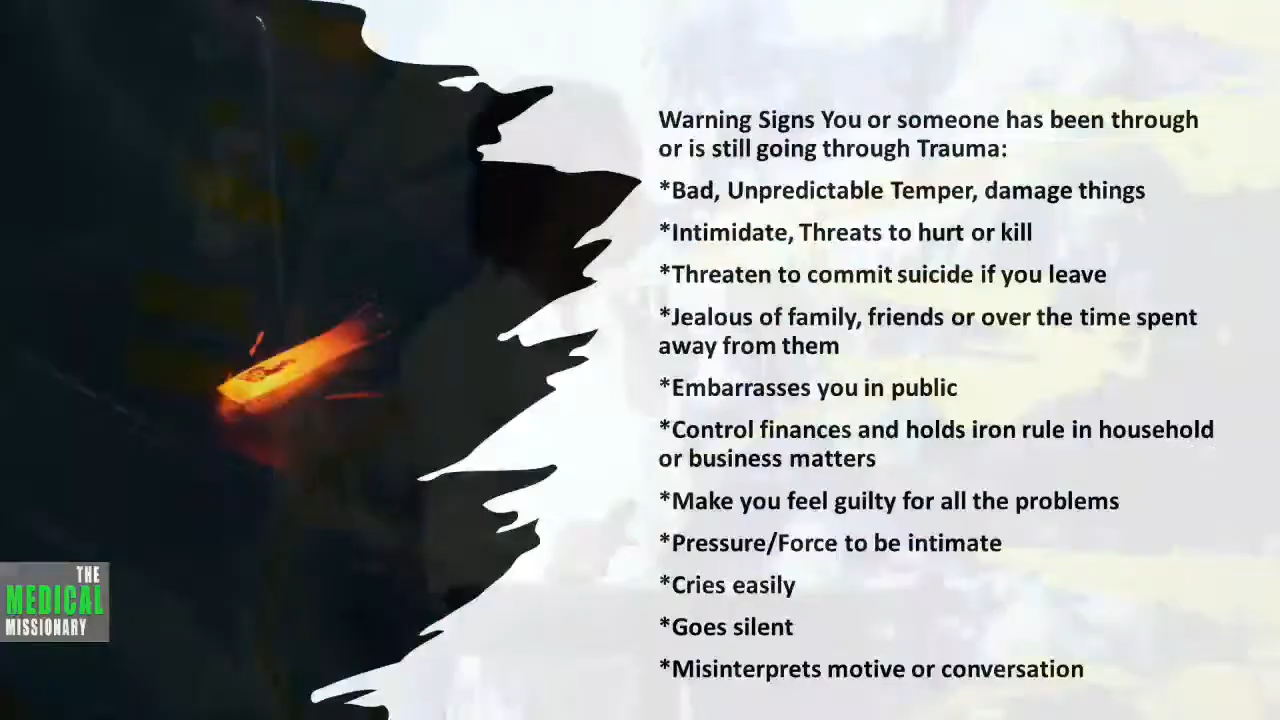 Warning Signs You or someone has been through
or is still going through Trauma:
*Bad, Unpredictable Temper, damage things
*Intimidate, Threats to hurt or kill
*Threaten to commit suicide if you leave
*Jealous of family, friends or over the time spent
away from them
*Embarrasses you in public
*Control finances and holds iron rule in household
or business matters
*Make you feel guilty for all the problems
*Pressure/Force to be intimate
*Cries easily
*Goes silent
*Misinterprets motive or conversation
THE
MEDICAL
MISSIONARY